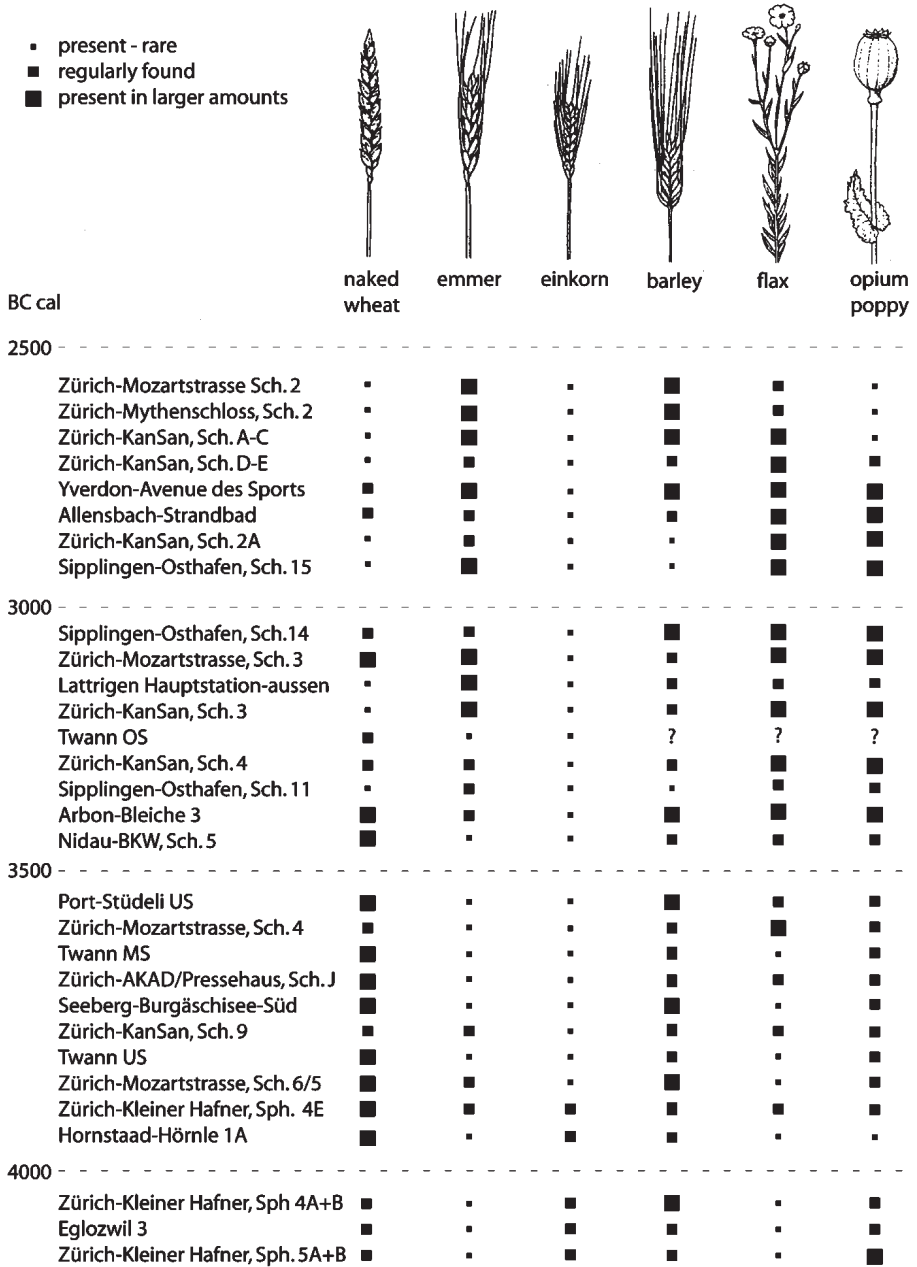 present - rare
regularly found
present in larger amounts
naked wheat
emmer
einkorn
barley
flax
opium poppy
BC cal
2500
Zürich-Mozartstrasse Sch. 2
Zürich-Mythenschloss, Sch. 2
Zürich-KanSan, Sch. A-C
Zürich-KanSan, Sch. D-E
Yverdon-Avenue des Sports
Allensbach-Strandbad
Zürich-KanSan, Sch. 2A
Sipplingen-Osthafen, Sch. 15
3000
Sipplingen-Osthafen, Sch. 14
Zürich-Mozartstrasse, Sch. 3
Lattrigen Hauptstation-aussen
Zürich-KanSan, Sch. 3
Twann OS ? ? ?
Zürich-KanSan, Sch. 4
Sipplingen-Osthafen, Sch. 11
Arbon-Bleiche 3
Nidau-BKW, Sch. 5
3500
Port-Stüdeli US
Zürich-Mozartstrasse, Sch. 4
Twann MS
Zürich-AKAD/Pressehaus, Sch. J
Seeberg-Burgäschisee-Süd
Zürich-KanSan, Sch. 9
Twann US
Zürich-Mozartstrasse, Sch. 6/5
Zürich-Kleiner Hafner, Sph. 4E
Hornstaad-Hörnle 1A
4000
Zürich-Kleiner Hafner, Sph 4A+B
Eglozwil 3
Zürich-Kleiner Hafner, Sph. 5A+B